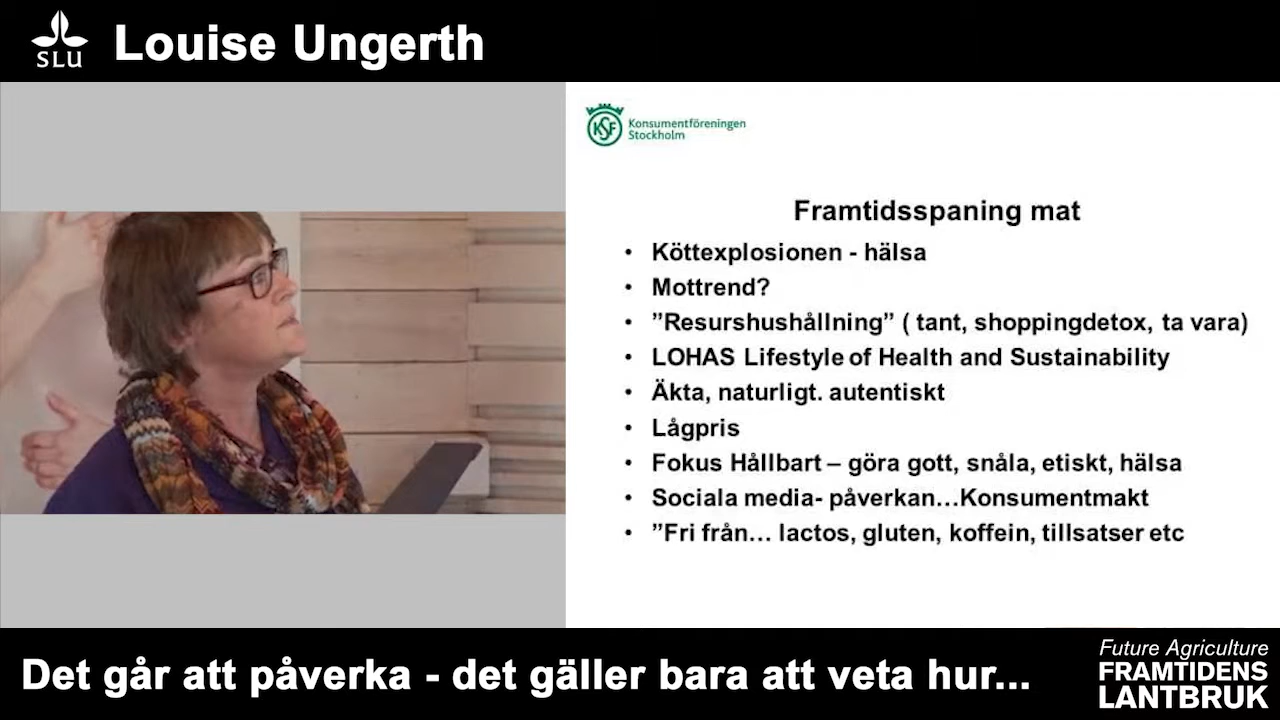 SLU
Louise Ungerth
KSF
Konsumentföreningen
Stockholm
Framtidsspaning mat
• Köttexplosionen - hälsa
• Mottrend?
• ”Resurshushållning” ( tant, shoppingdetox, ta vara)
• LOHAS Lifestyle of Health and Sustainability
• Äkta, naturligt. autentiskt
• Lågpris
• Fokus Hållbart – göra gott, snåla, etiskt, hälsa
• Sociala media- påverkan…Konsumentmakt
• ”Fri från… lactos, gluten, koffein, tillsatser etc
Det går att påverka - det gäller bara att veta hur...
Future Agriculture
FRAMTIDENS
LANTBRUK